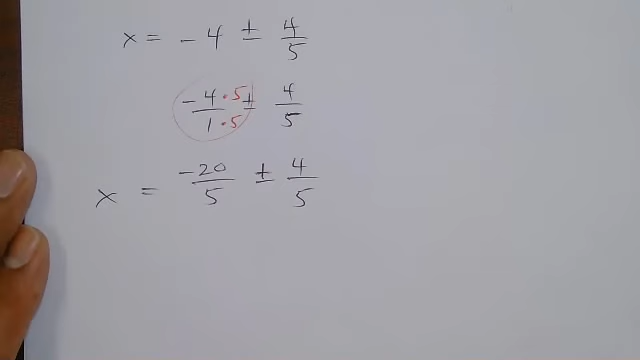 x = -4 ± 4/5
-4·5/1·5 ± 4/5
x = -20/5 ± 4/5